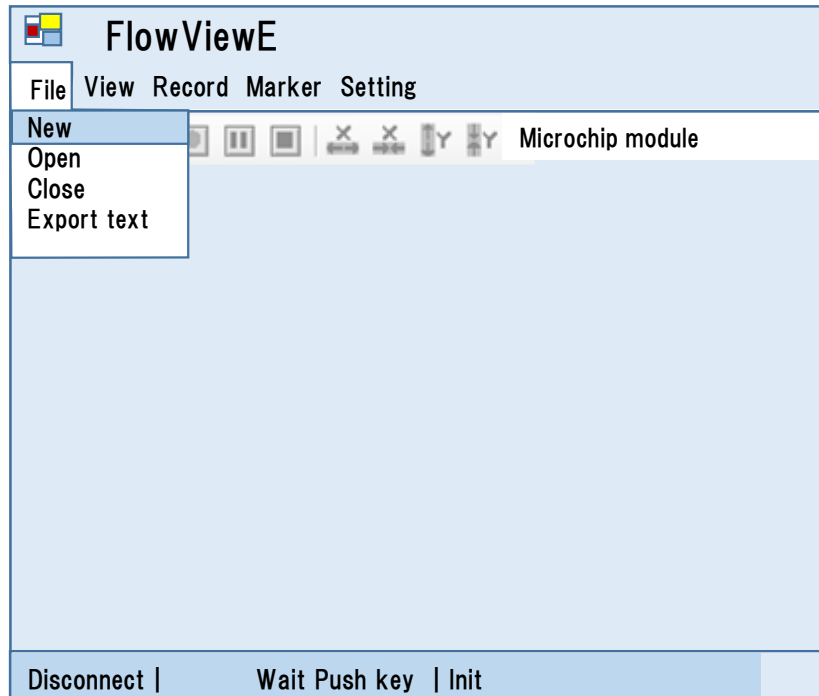 FlowViewE
File View Record Marker Setting
New
X X Y Y Microchip module
Open
Close
Export text
Disconnect | Wait Push key | Init